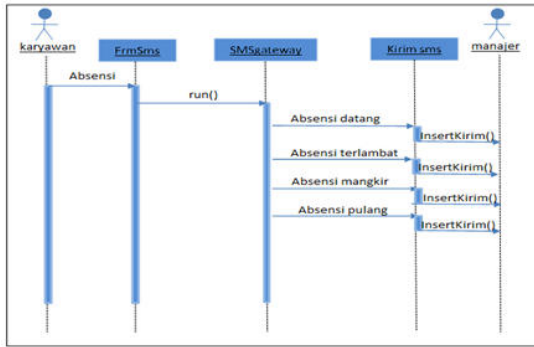 karyawan
FrmSms
SMSgateway
Kirim sms
manajer
Absensi
run()
Absensi datang
InsertKirim()
Absensi terlambat
InsertKirim()
Absensi mangkir
InsertKirim()
Absensi pulang
InsertKirim()